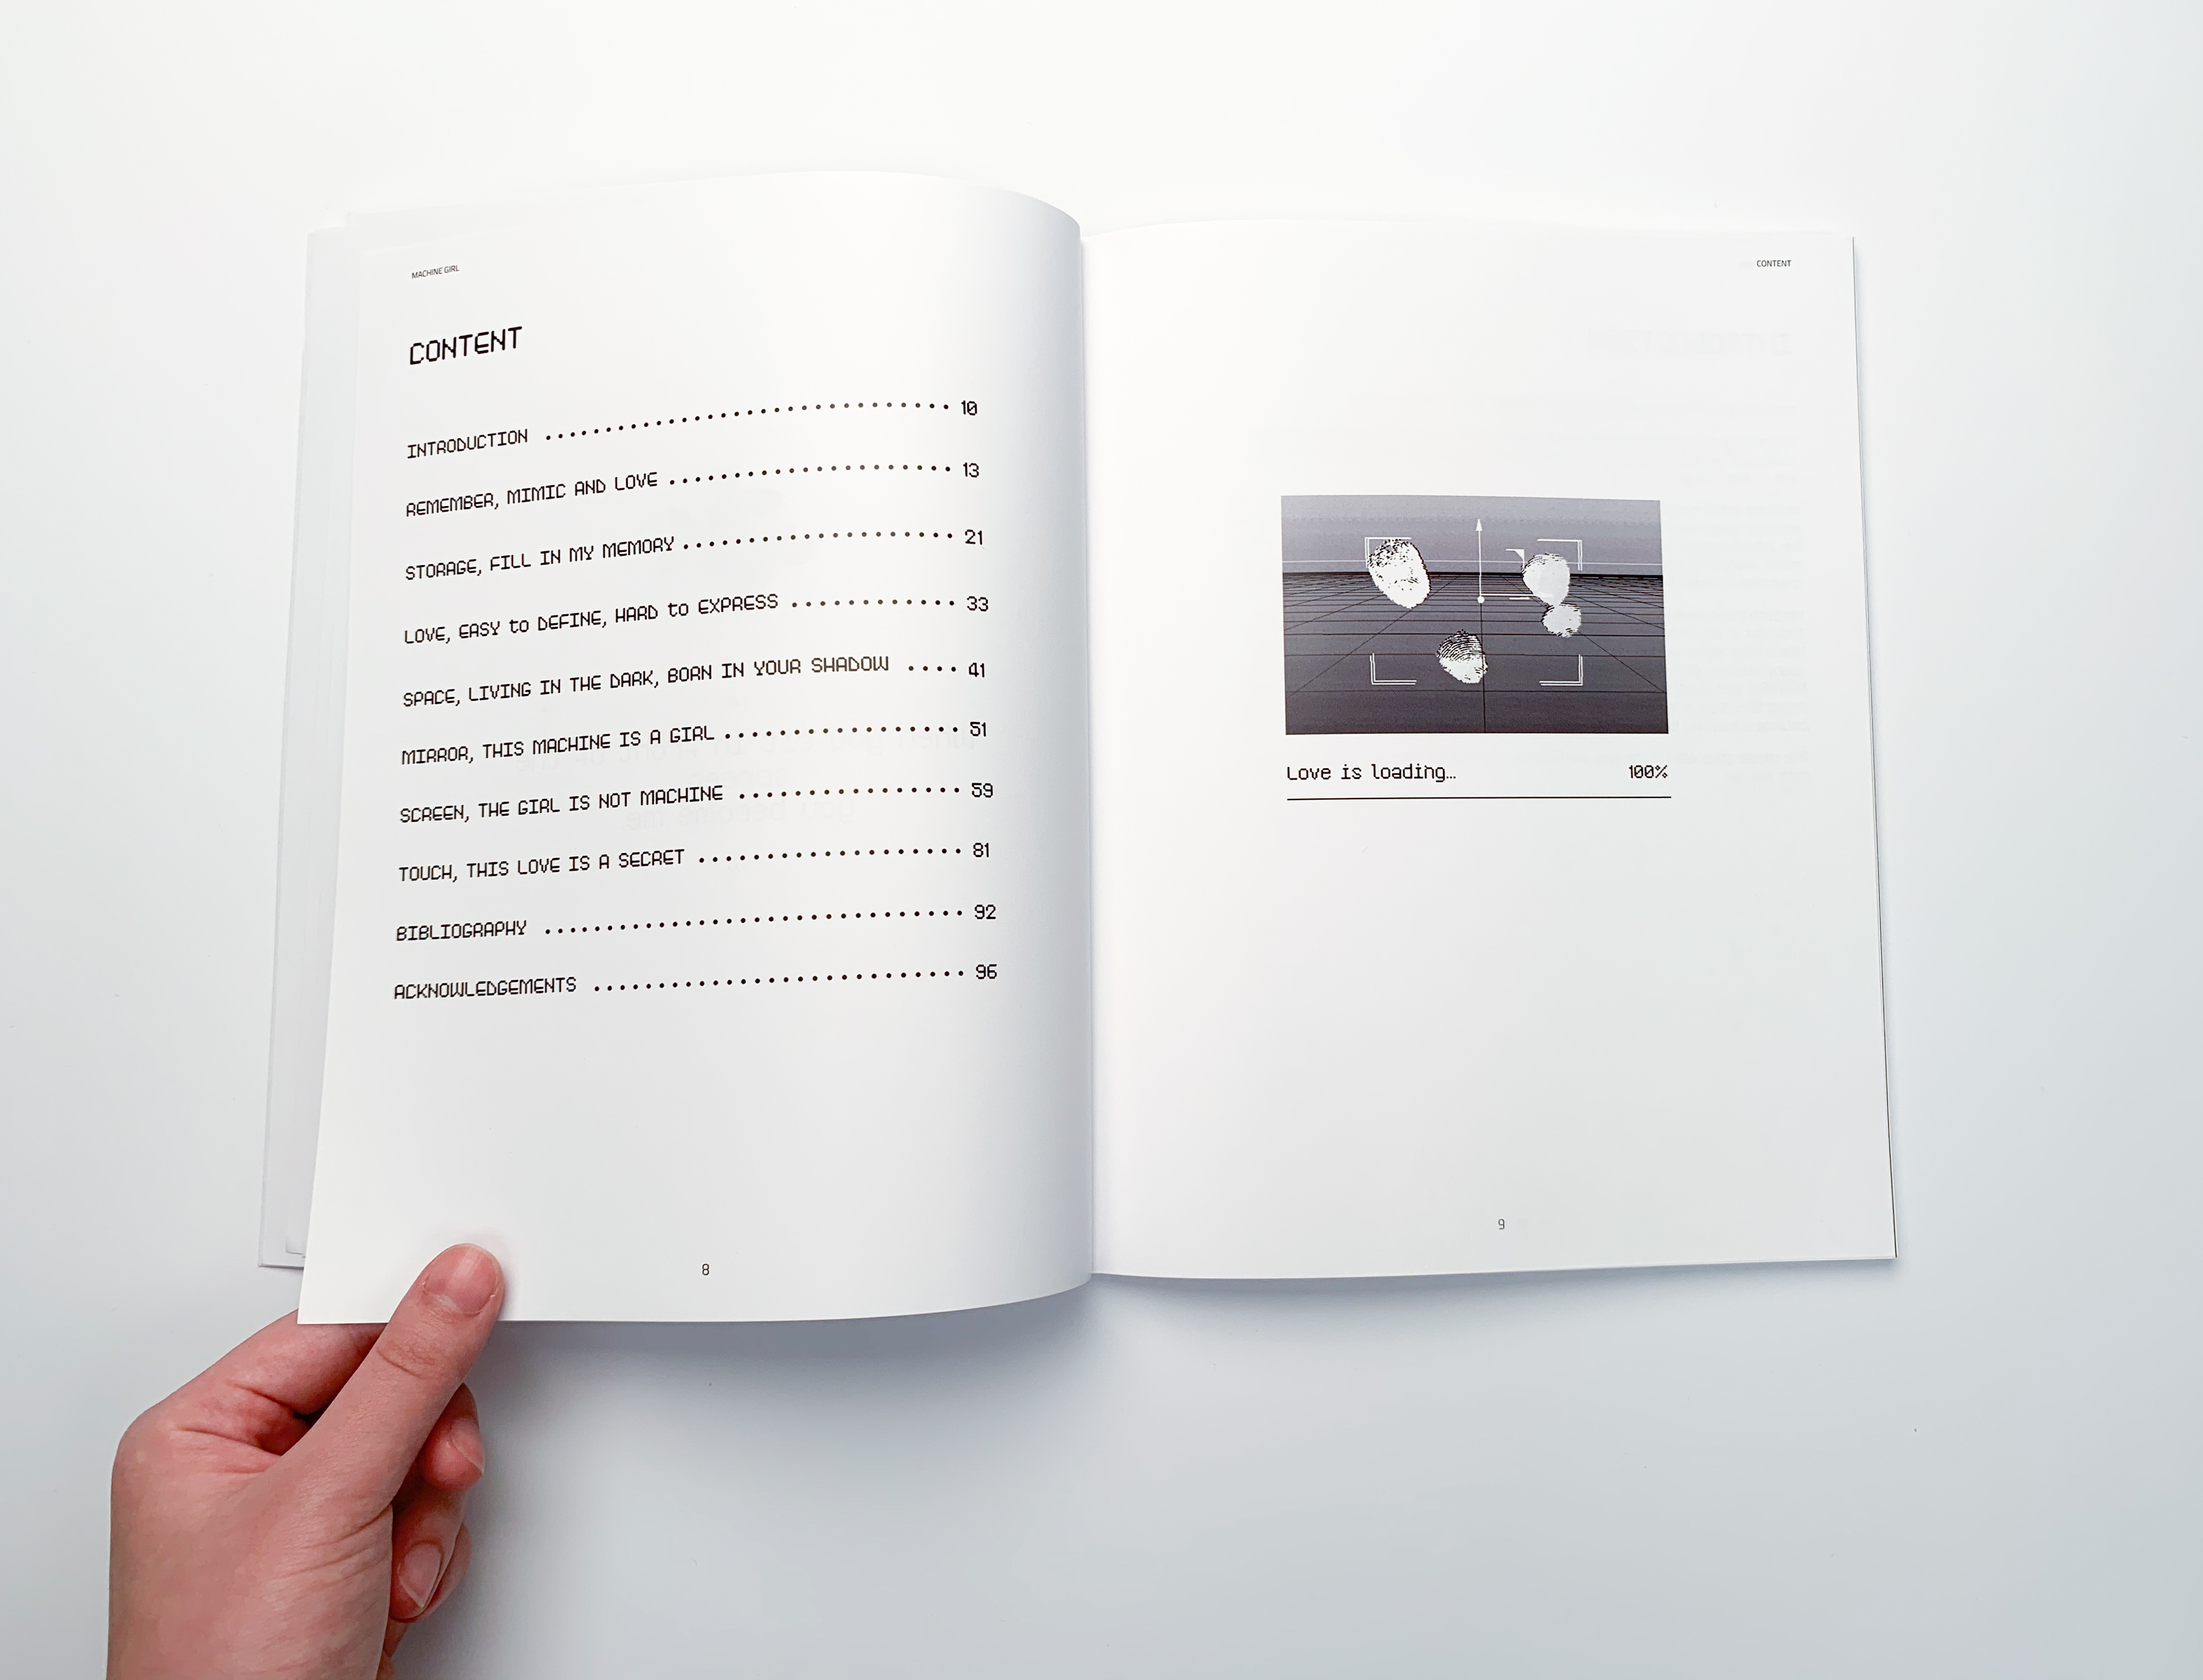 MACHINE GIRL
CONTENT
INTRODUCTION 10
REMEMBER, MIMIC AND LOVE 13
STORAGE, FILL IN MY MEMORY 21
LOVE, EASY to DEFINE, HARD to EXPRESS 33
SPACE, LIVING IN THE DARK, BORN IN YOUR SHADOW 41
MIRROR, THIS MACHINE IS A GIRL 51
SCREEN, THE GIRL IS NOT MACHINE 59
TOUCH, THIS LOVE IS A SECRET 81
BIBLIOGRAPHY 92
ACKNOWLEDGEMENTS 96
8
CONTENT
Love is loading… 100%
9